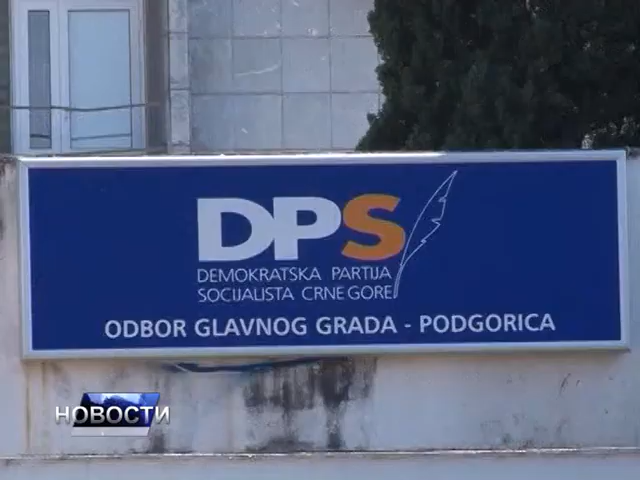 DPS
DEMOKRATSKA PARTIJA
SOCIJALISTA CRNE GORE
ODBOR GLAVNOG GRADA - PODGORICA
НОВОСТИ